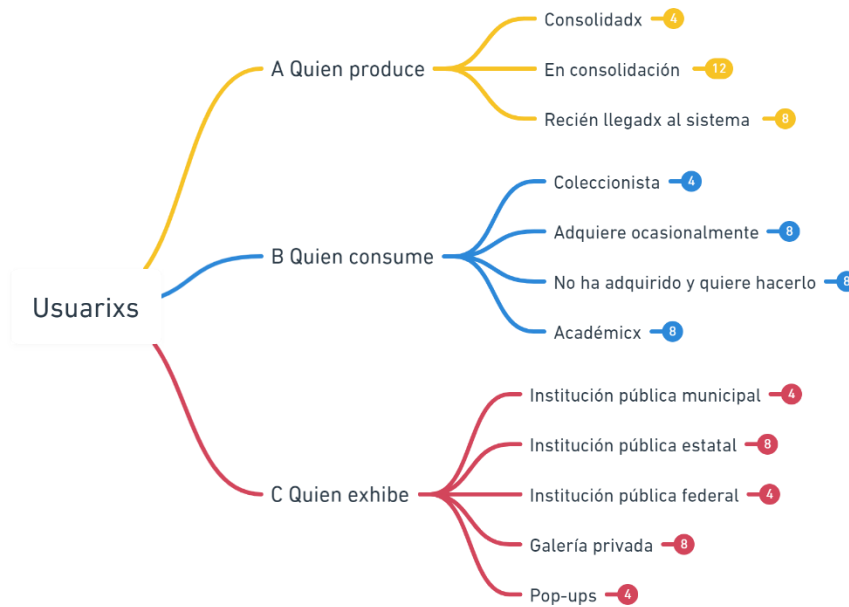 Usuarixs
A Quien produce
Consolidadx 4
En consolidación 12
Recién llegadx al sistema 8
B Quien consume
Coleccionista 4
Adquiere ocasionalmente 8
No ha adquirido y quiere hacerlo 8
Académicx 8
C Quien exhibe
Institución pública municipal 4
Institución pública estatal 8
Institución pública federal 4
Galería privada 8
Pop-ups 4